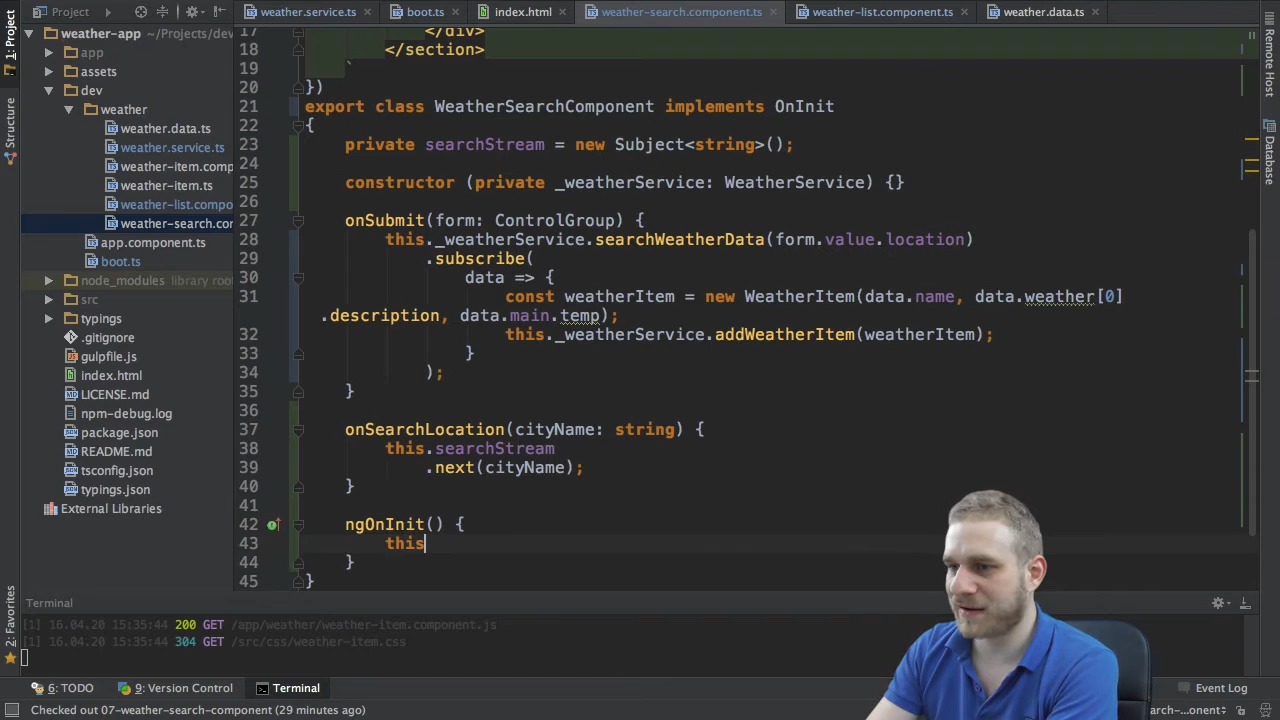 1: Project
Project
weather.service.ts
boot.ts
index.html
weather-search.component.ts
weather-list.component.ts
weather.data.ts
weather-app (~/Projects/dev
app
assets
dev
weather
weather.data.ts
weather.service.ts
weather-item.comp
weather-item.ts
weather-list.compo
weather-search.cor
app.component.ts
boot.ts
node_modules library root
src
typings
.gitignore
gulpfile.js
index.html
LICENSE.md
npm-debug.log
package.json
README.md
tsconfig.json
typings.json
External Libraries
Structure
2: Favorites
Remote Host
Database
17 </div>
18 </section>
19 `
20 })
21 export class WeatherSearchComponent implements OnInit
22 {
23 private searchStream = new Subject<string>();
24
25 constructor (private _weatherService: WeatherService) {}
26
27 onSubmit(form: ControlGroup) {
28 this._weatherService.searchWeatherData(form.value.location)
29 .subscribe(
30 data => {
31 const weatherItem = new WeatherItem(data.name, data.weather[0]
.description, data.main.temp);
32 this._weatherService.addWeatherItem(weatherItem);
33 }
34 );
35 }
36
37 onSearchLocation(cityName: string) {
38 this.searchStream
39 .next(cityName);
40 }
41
42 ngOnInit() {
43 this
44 }
45 }
Terminal
[1] 16.04.20 15:35:44 200 GET /app/weather/weather-item.component.js
[1] 16.04.20 15:35:44 304 GET /src/css/weather-item.css
6: TODO
9: Version Control
Terminal
Event Log
Checked out 07-weather-search-component (29 minutes ago)
arch-...onent